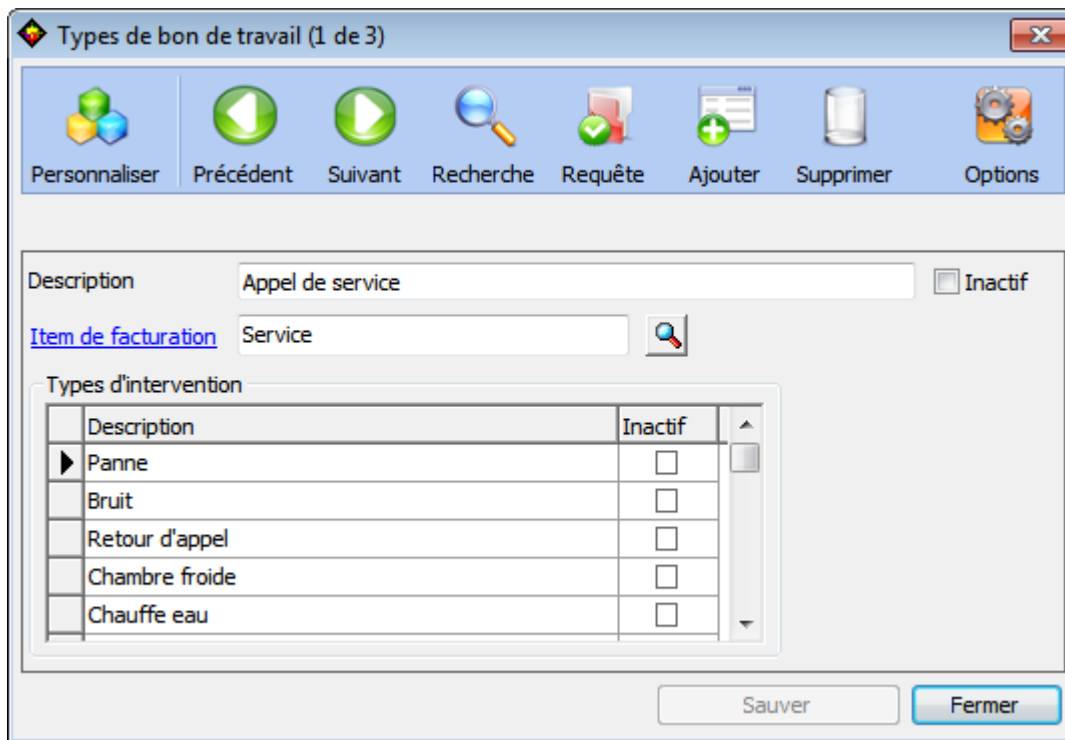 Types de bon de travail (1 de 3)
Personnaliser Précédent Suivant Recherche Requête Ajouter Supprimer Options
Description Appel de service Inactif
Item de facturation Service
Types d'intervention
Description Inactif
Panne
Bruit
Retour d'appel
Chambre froide
Chauffe eau
Sauver Fermer